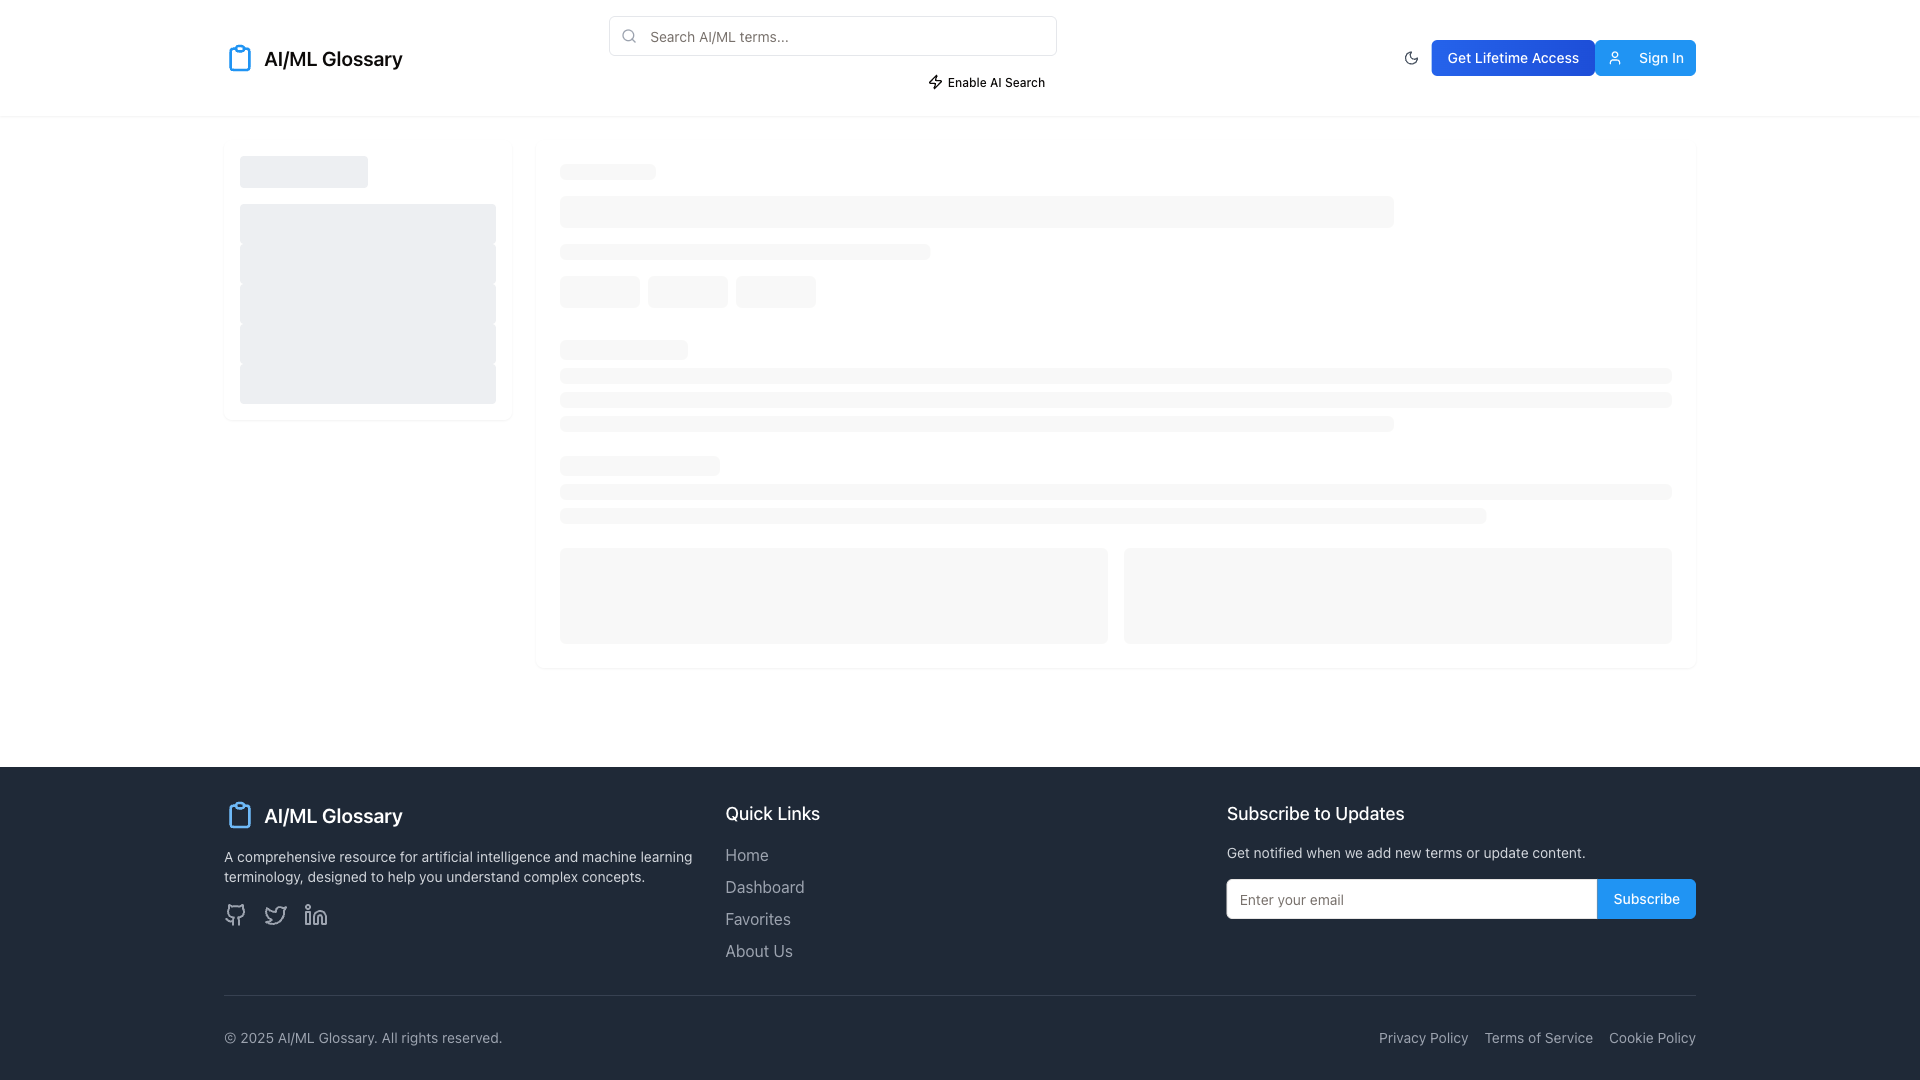 AI/ML Glossary
Search AI/ML terms...
Enable AI Search
Get Lifetime Access
Sign In
AI/ML Glossary
A comprehensive resource for artificial intelligence and machine learning
terminology, designed to help you understand complex concepts.
Quick Links
Home
Dashboard
Favorites
About Us
Subscribe to Updates
Get notified when we add new terms or update content.
Enter your email
Subscribe
© 2025 AI/ML Glossary. All rights reserved.
Privacy Policy
Terms of Service
Cookie Policy